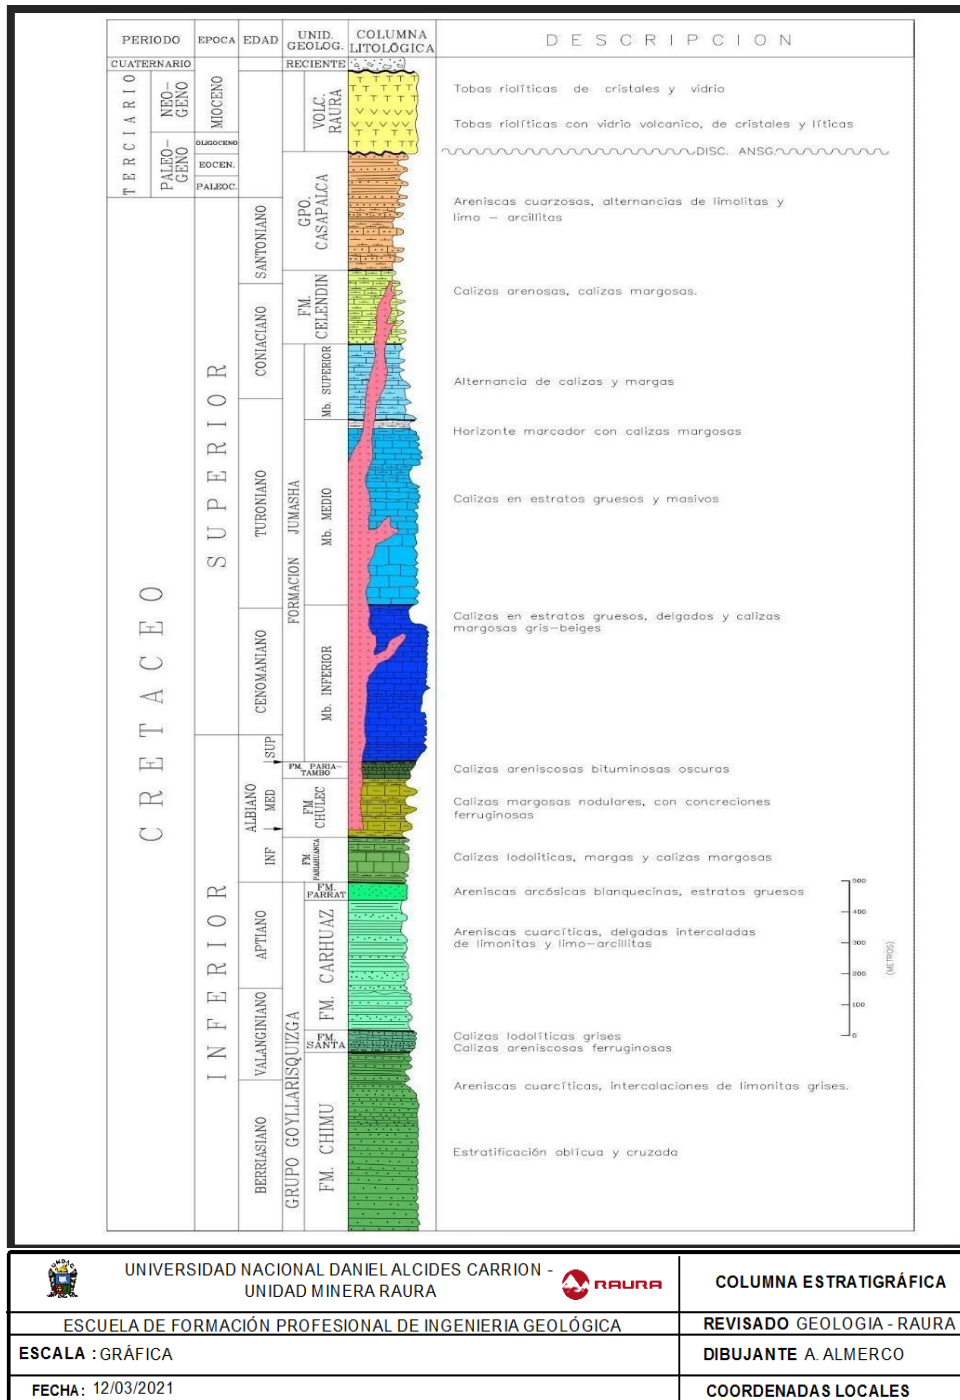 PERIODO EPOCA EDAD UNID. GEOLOG. COLUMNA LITOLÓGICA DESCRIPCION
CUATERNARIO RECIENTE
TERCIARIO
NEO-
GENO
MIOCENO
VOLC.
RAURA
Tobas riolíticas de cristales y vidrio
Tobas riolíticas con vidrio volcanico, de cristales y líticas
PALEO-
GENO
OLIGOCENO
DISC. ANSG.
EOCEN.
PALEOC.
GPO.
CASAPALCA
Areniscas cuarzosas, alternancias de limolitas y
limo - arcillitas
CRETACEO
SUPERIOR
SANTONIANO
FM.
CELENDIN
Calizas arenosas, calizas margosas.
CONIACIANO
FORMACION JUMASHA
Mb. SUPERIOR
Alternancia de calizas y margas
Horizonte marcador con calizas margosas
TURONIANO
Mb. MEDIO
Calizas en estratos gruesos y masivos
CENOMANIANO
Mb. INFERIOR
Calizas en estratos gruesos, delgados y calizas
margosas gris-beiges
INFERIOR
ALBIANO
SUP
FM. PARIA-
TAMBO
Calizas areniscosas bituminosas oscuras
MED
FM
CHULEC
Calizas margosas nodulares, con concreciones
ferruginosas
INF
FM
PARIAHUANCA
Calizas lodolíticas, margas y calizas margosas
GRUPO GOYLLARISQUIZGA
APTIANO
FM.
FARRAT
Areniscas arcósicas blanquecinas, estratos gruesos
FM. CARHUAZ
Areniscas cuarcíticas, delgadas intercaladas
de limonitas y limo-arcillitas
500
400
300
200
100
0
(METROS)
VALANGINIANO
FM.
SANTA
Calizas lodolíticas grises
Calizas areniscosas ferruginosas
BERRIASIANO
FM. CHIMU
Areniscas cuarcíticas, intercalaciones de limonitas grises.
Estratificación oblícua y cruzada
UNIVERSIDAD NACIONAL DANIEL ALCIDES CARRION -
UNIDAD MINERA RAURA
RAURA
COLUMNA ESTRATIGRÁFICA
ESCUELA DE FORMACIÓN PROFESIONAL DE INGENIERIA GEOLÓGICA
REVISADO GEOLOGIA - RAURA
ESCALA : GRÁFICA
DIBUJANTE A. ALMERCO
FECHA: 12/03/2021
COORDENADAS LOCALES